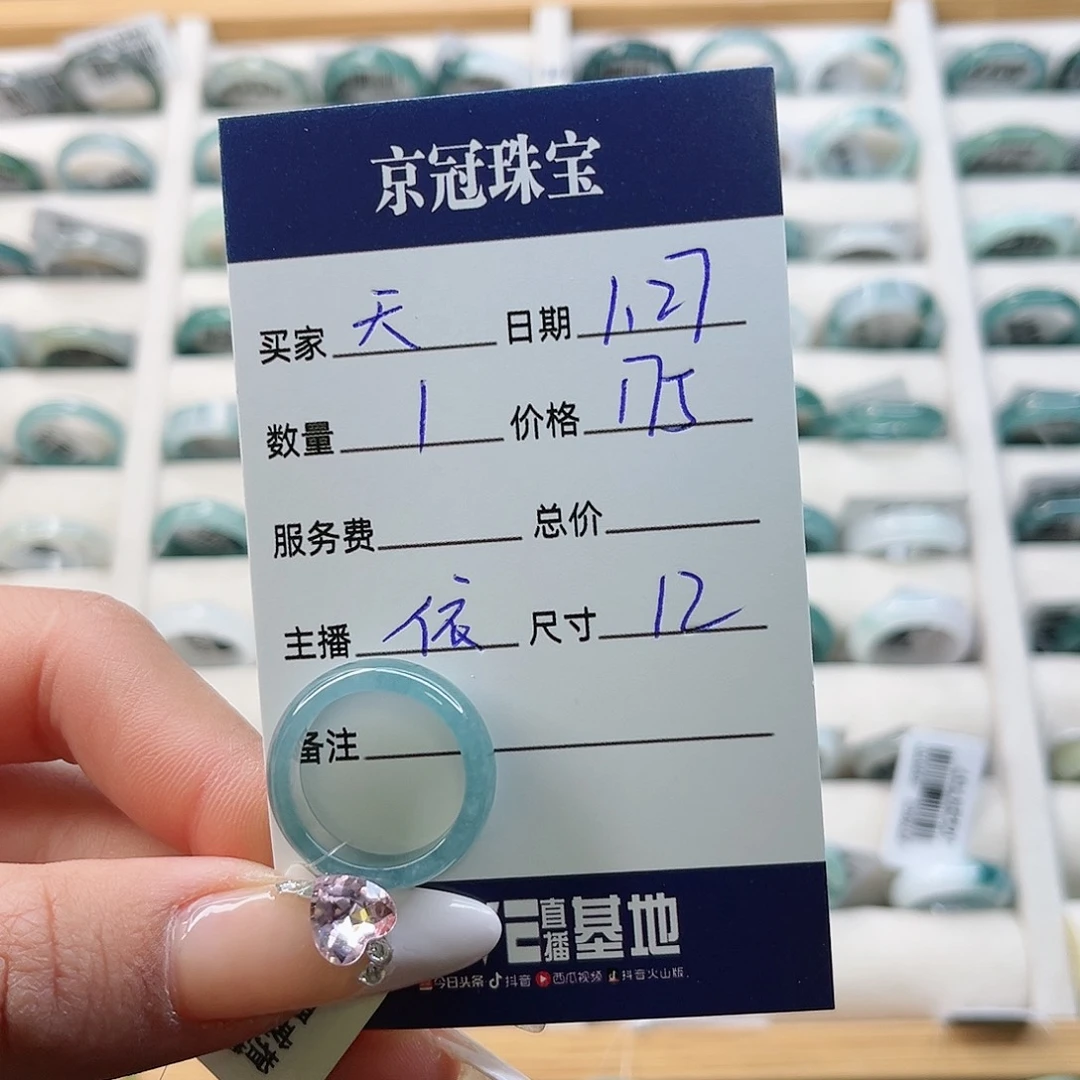 京冠珠宝
买家 天 日期 1.27
数量 1 价格 175
服务费 总价
主播 依 尺寸 12
备注
直播基地
今日头条 抖音 西瓜视频 抖音火山版